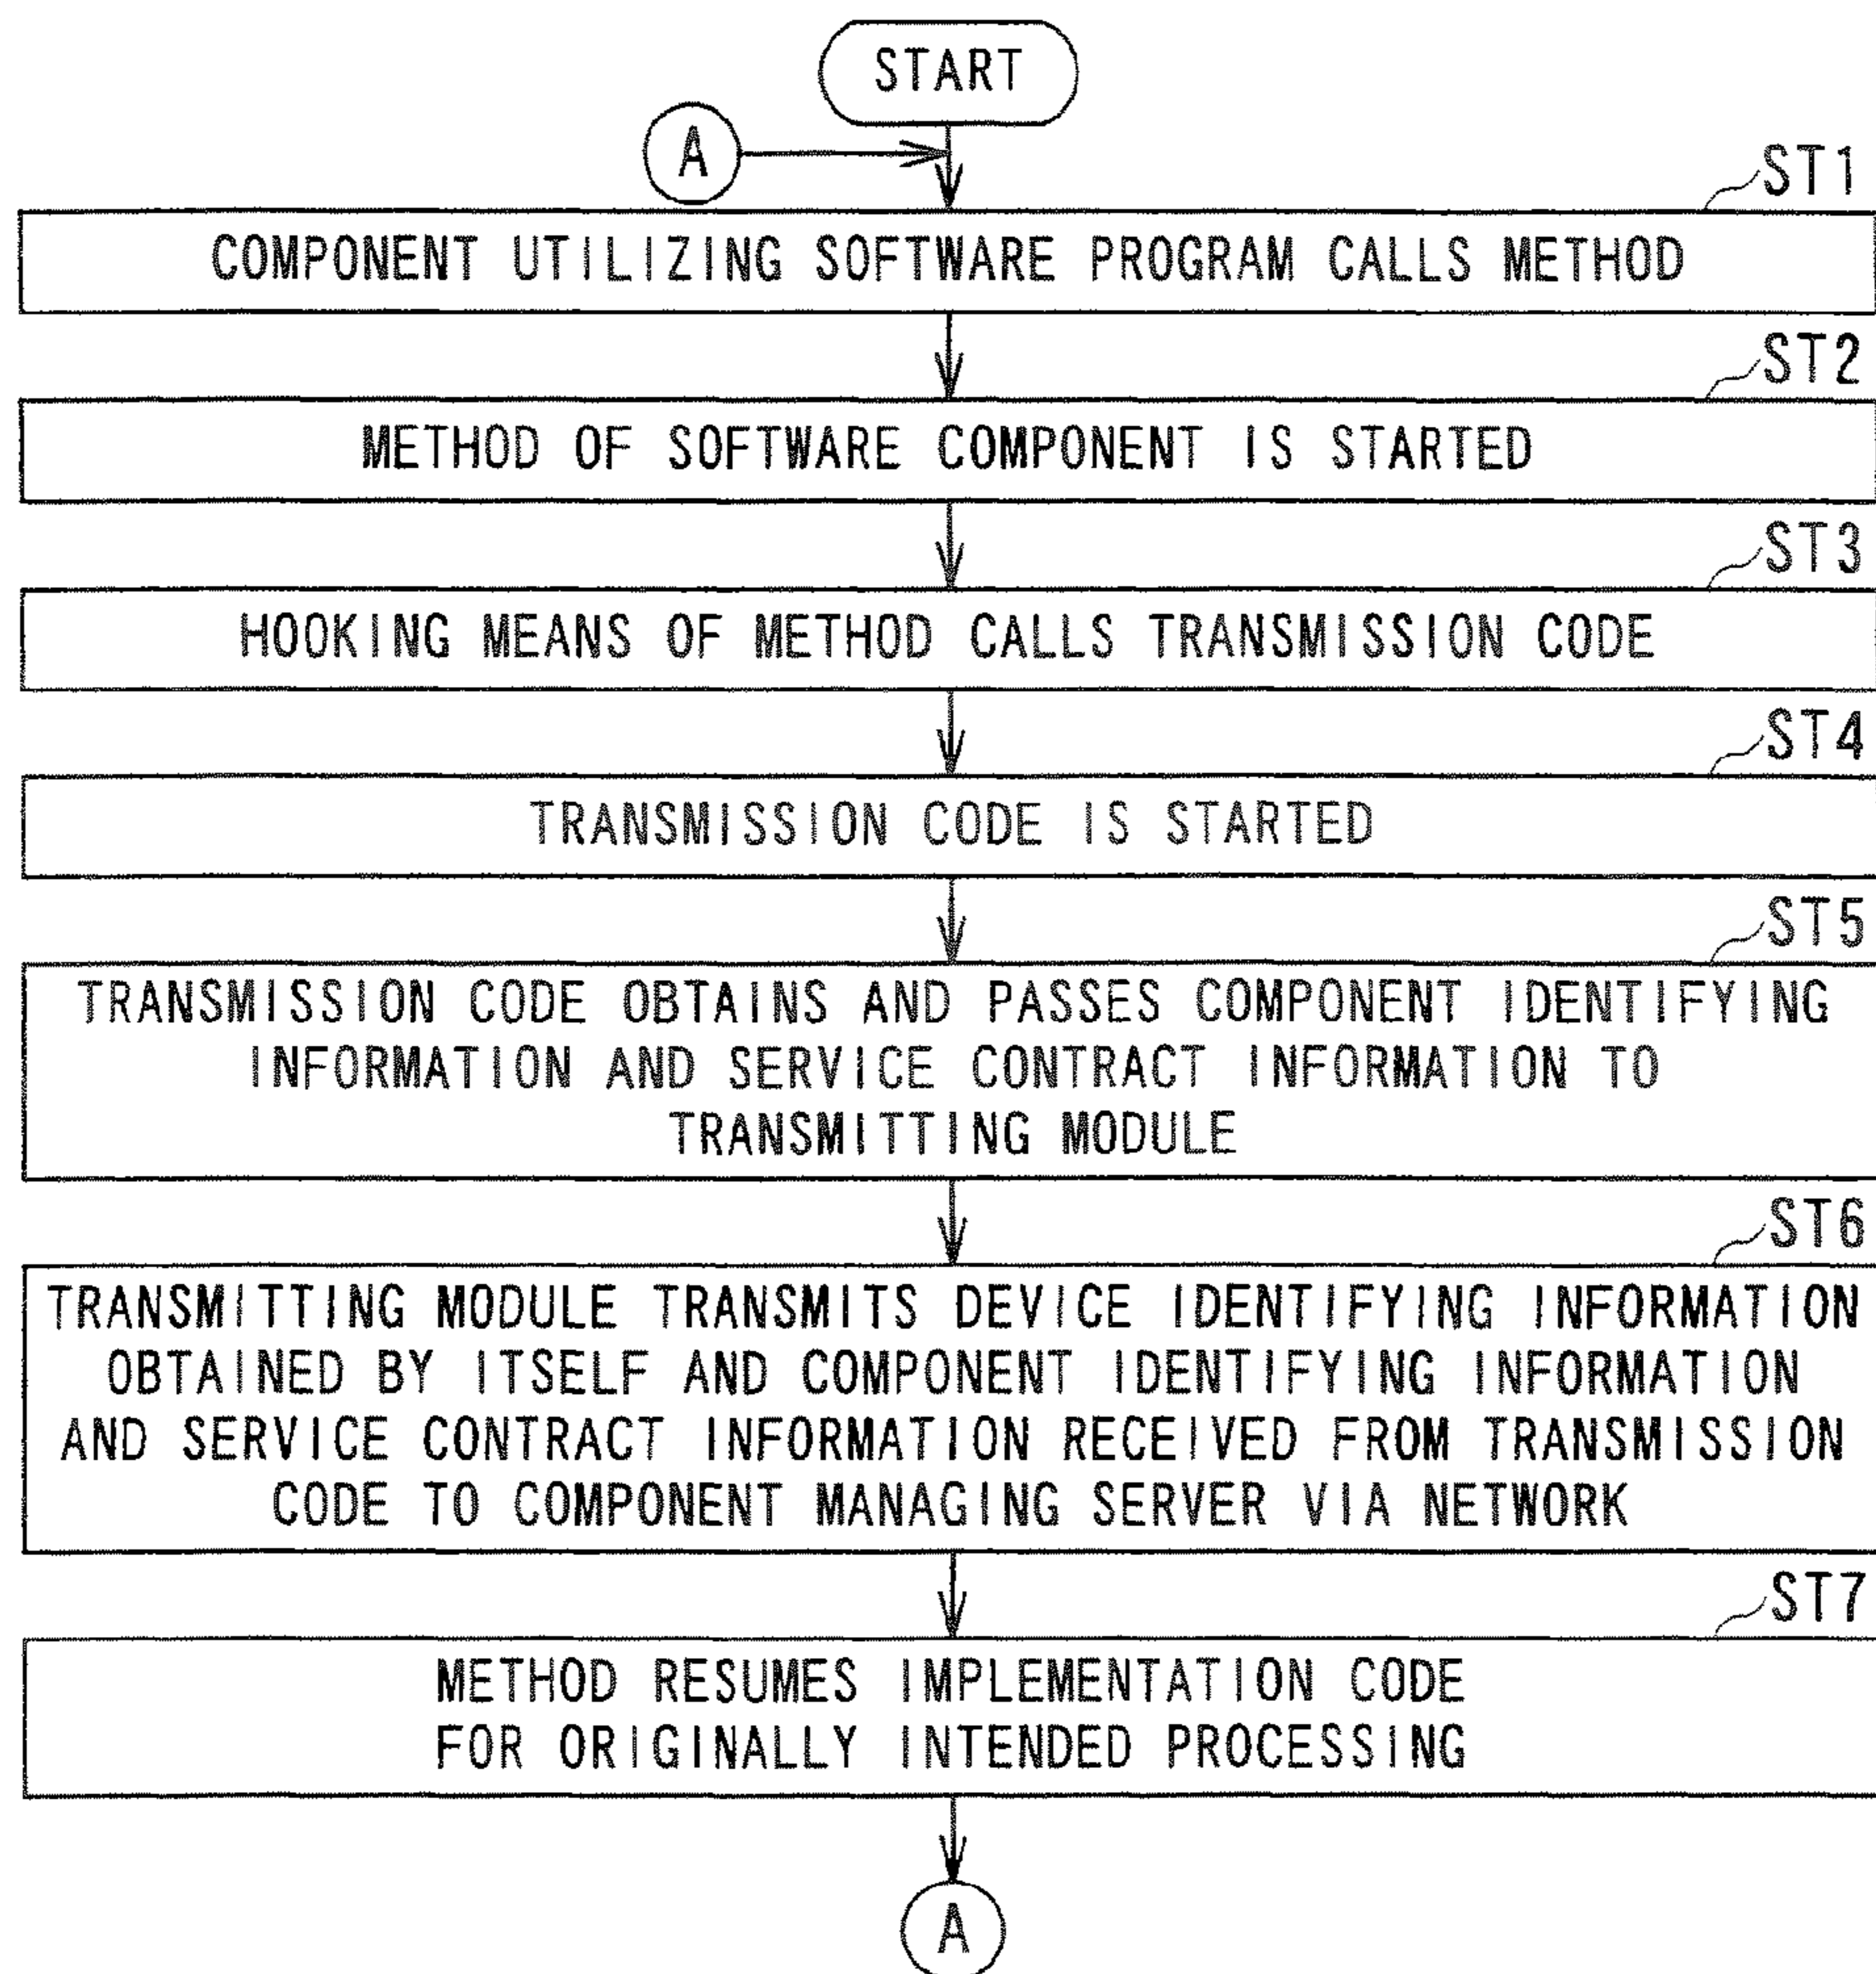 START
A
ST1
COMPONENT UTILIZING SOFTWARE PROGRAM CALLS METHOD
ST2
METHOD OF SOFTWARE COMPONENT IS STARTED
ST3
HOOKING MEANS OF METHOD CALLS TRANSMISSION CODE
ST4
TRANSMISSION CODE IS STARTED
ST5
TRANSMISSION CODE OBTAINS AND PASSES COMPONENT IDENTIFYING
INFORMATION AND SERVICE CONTRACT INFORMATION TO
TRANSMITTING MODULE
ST6
TRANSMITTING MODULE TRANSMITS DEVICE IDENTIFYING INFORMATION
OBTAINED BY ITSELF AND COMPONENT IDENTIFYING INFORMATION
AND SERVICE CONTRACT INFORMATION RECEIVED FROM TRANSMISSION
CODE TO COMPONENT MANAGING SERVER VIA NETWORK
ST7
METHOD RESUMES IMPLEMENTATION CODE
FOR ORIGINALLY INTENDED PROCESSING
A